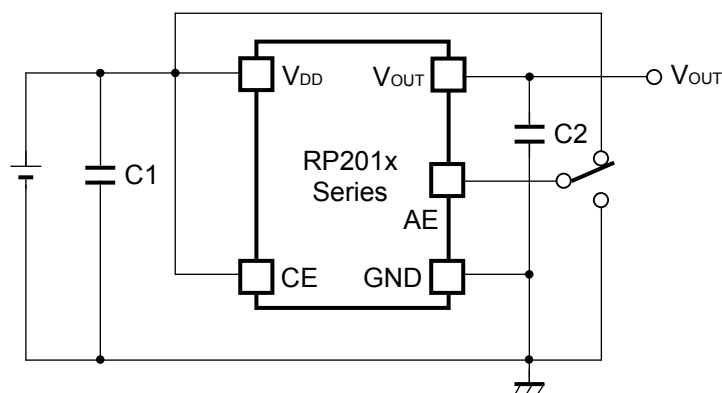 VDD
VOUT
VOUT
C1
C2
RP201x
Series
AE
CE
GND